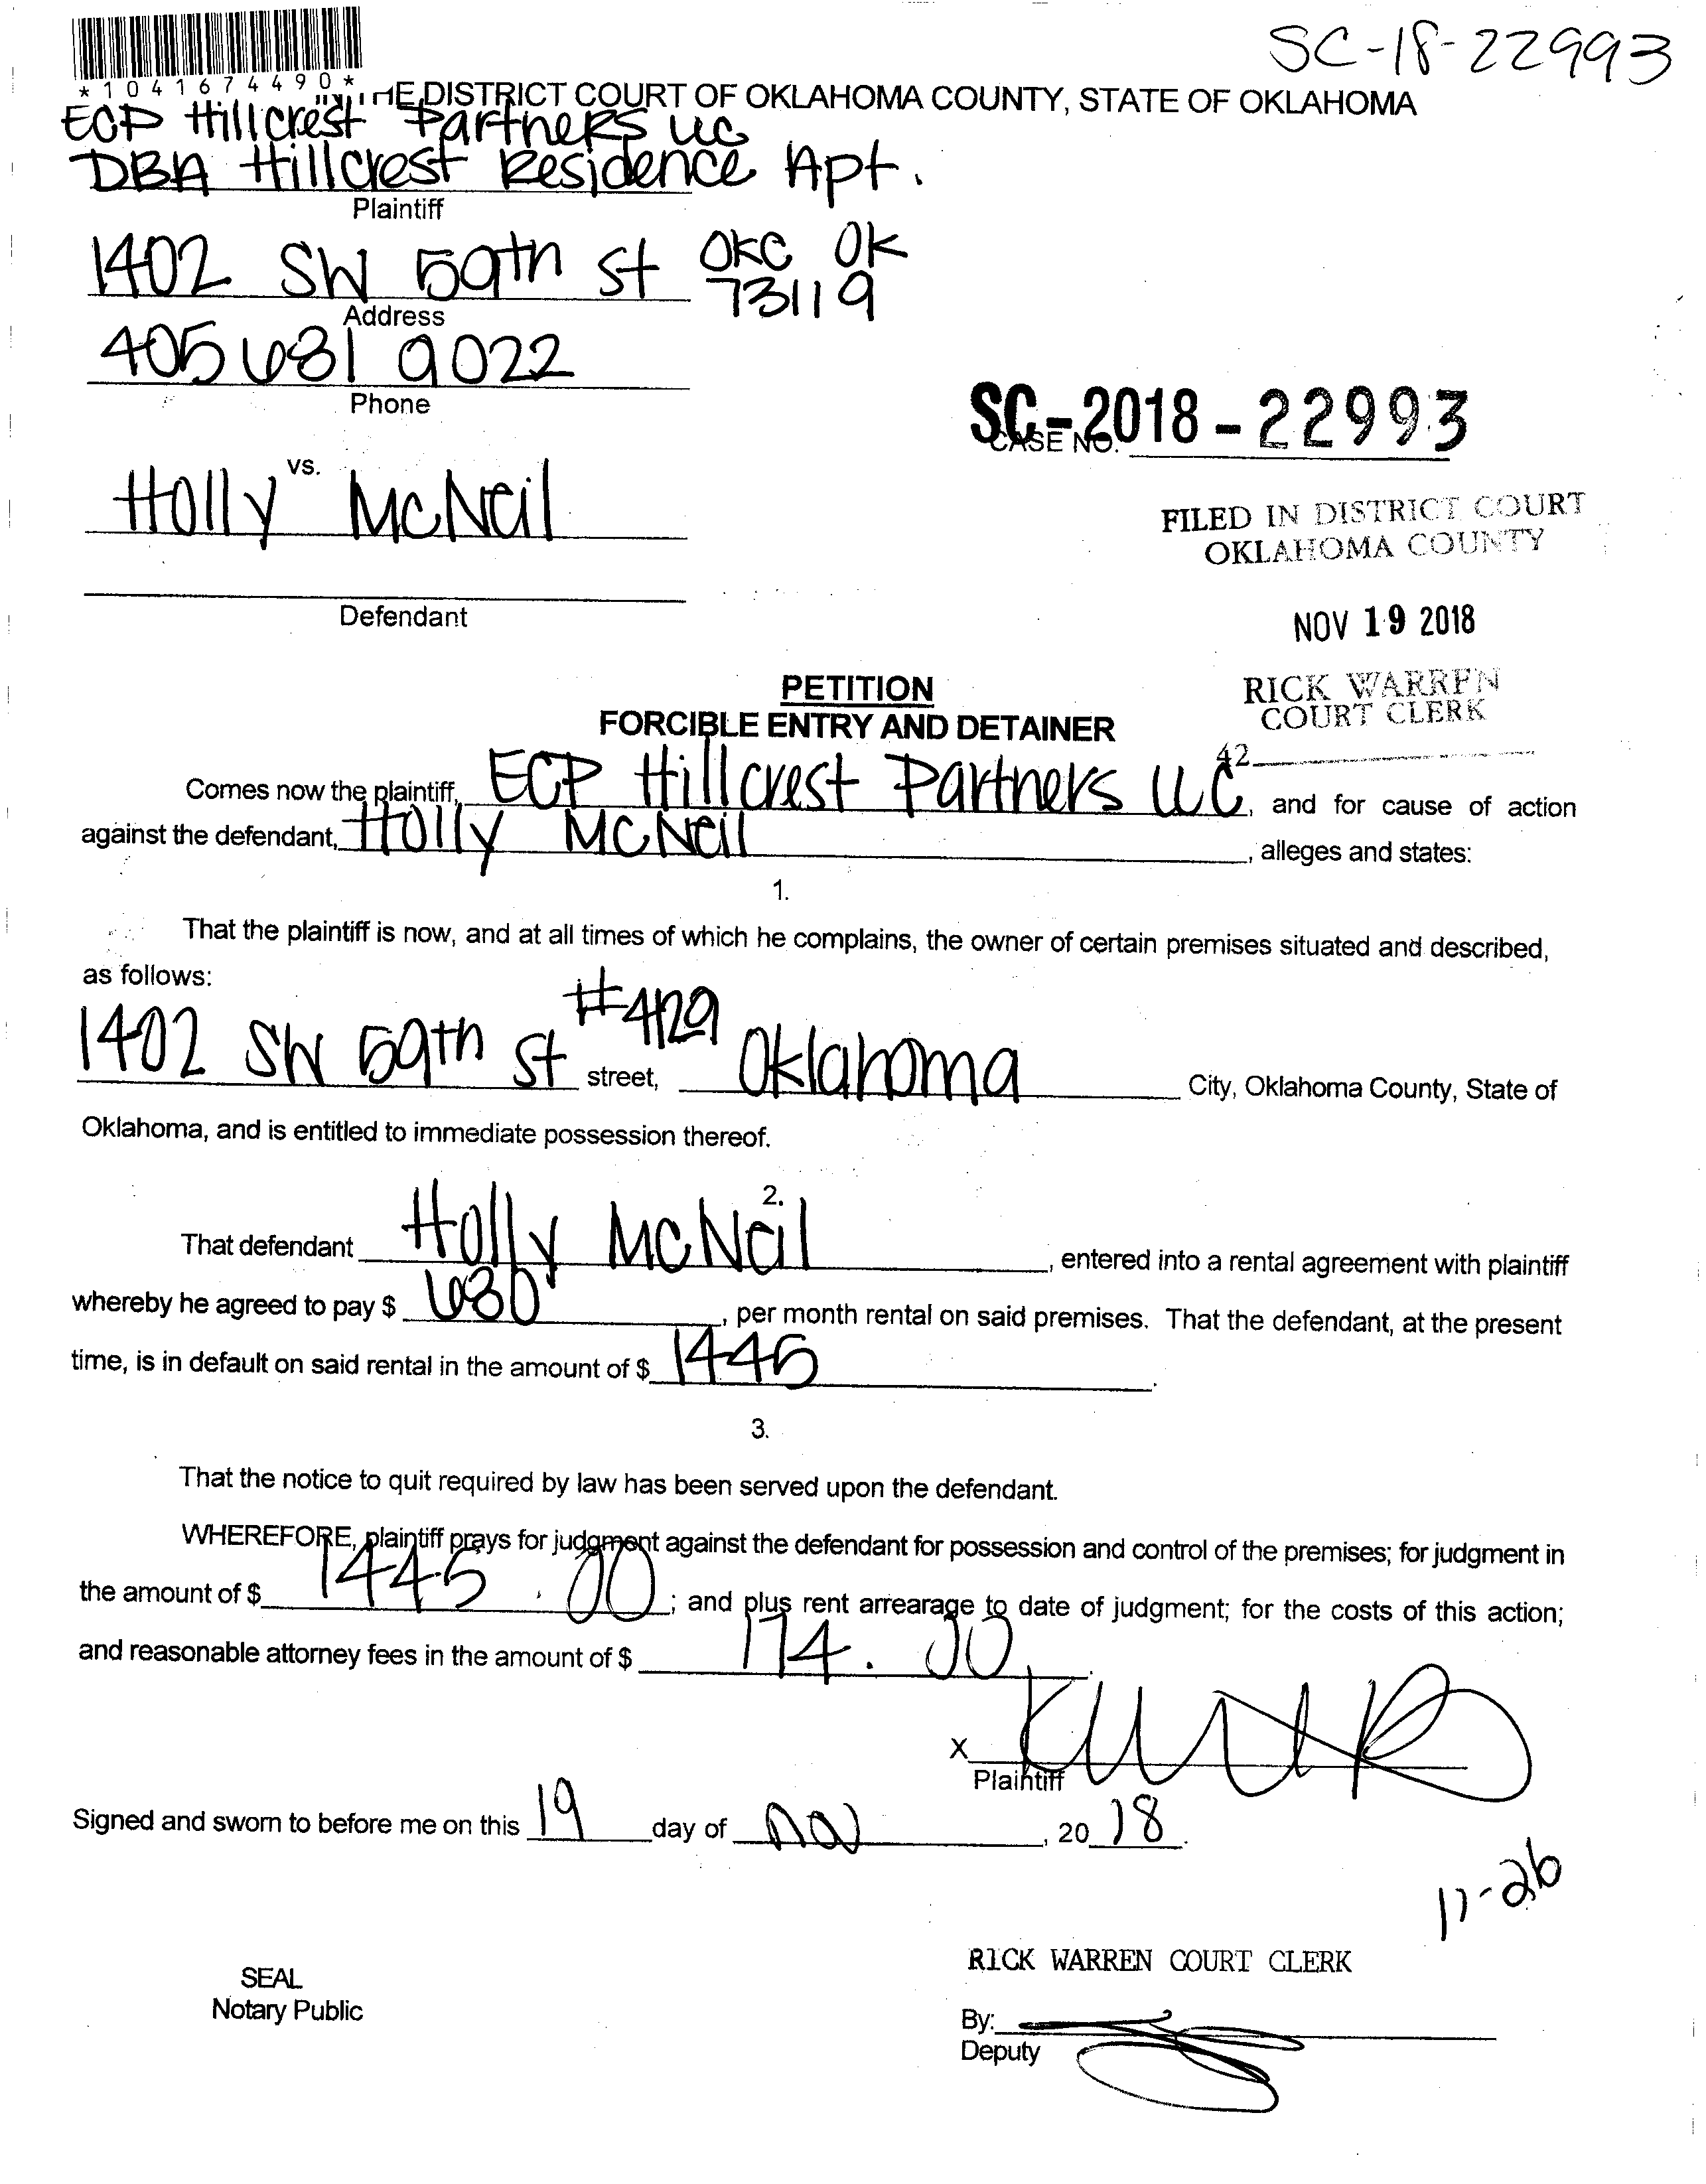 SC-18-22993
*1041674490*
THE DISTRICT COURT OF OKLAHOMA COUNTY, STATE OF OKLAHOMA
ECP Hillcrest Partners LLC
DBA Hillcrest Residence Apt.
Plaintiff
1402 SW 59th St OKC OK
73119
Address
405 681 9022
Phone
SC-2018-22993
CASE NO.
vs.
Holly McNeil
FILED IN DISTRICT COURT
OKLAHOMA COUNTY
Defendant
NOV 19 2018
RICK WARREN
COURT CLERK
42
PETITION
FORCIBLE ENTRY AND DETAINER
Comes now the plaintiff, ECP Hillcrest Partners LLC, and for cause of action
against the defendant, Holly McNeil, alleges and states:
1.
That the plaintiff is now, and at all times of which he complains, the owner of certain premises situated and described,
as follows:
1402 SW 59th St #429 street, Oklahoma City, Oklahoma County, State of
Oklahoma, and is entitled to immediate possession thereof.
2.
That defendant Holly McNeil, entered into a rental agreement with plaintiff
whereby he agreed to pay $ 680, per month rental on said premises. That the defendant, at the present
time, is in default on said rental in the amount of $ 1445.
3.
That the notice to quit required by law has been served upon the defendant.
WHEREFORE, plaintiff prays for judgment against the defendant for possession and control of the premises; for judgment in
the amount of $ 1445.00; and plus rent arrearage to date of judgment; for the costs of this action;
and reasonable attorney fees in the amount of $ 174.00.
X
Plaintiff
Signed and sworn to before me on this 19 day of Nov, 2018.
11-26
RICK WARREN COURT CLERK
SEAL
Notary Public
By:
Deputy